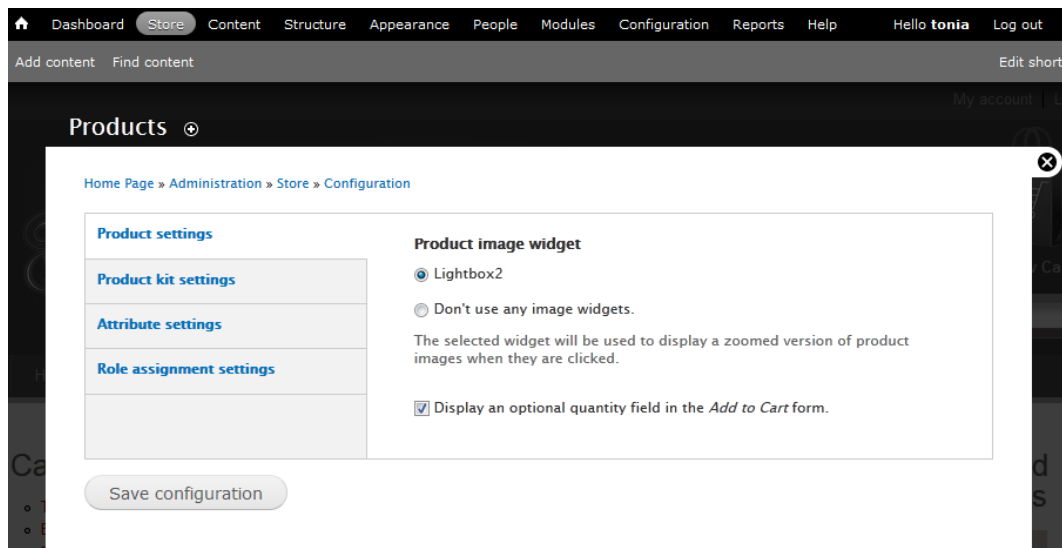 Dashboard Store Content Structure Appearance People Modules Configuration Reports Help Hello tonia Log out
Add content Find content Edit short
My account L
Products
Home Page » Administration » Store » Configuration
Product settings
Product kit settings
Attribute settings
Role assignment settings
Product image widget
Lightbox2
Don't use any image widgets.
The selected widget will be used to display a zoomed version of product
images when they are clicked.
Display an optional quantity field in the Add to Cart form.
Save configuration